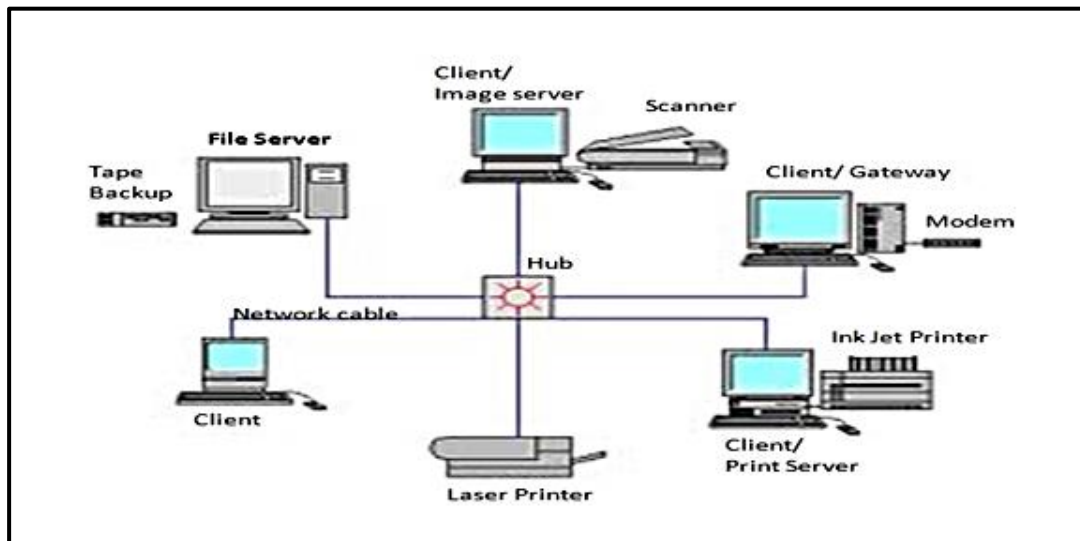 Client/
Image server
Scanner
File Server
Tape
Backup
Client/ Gateway
Modem
Hub
Network cable
Ink Jet Printer
Client
Client/
Print Server
Laser Printer